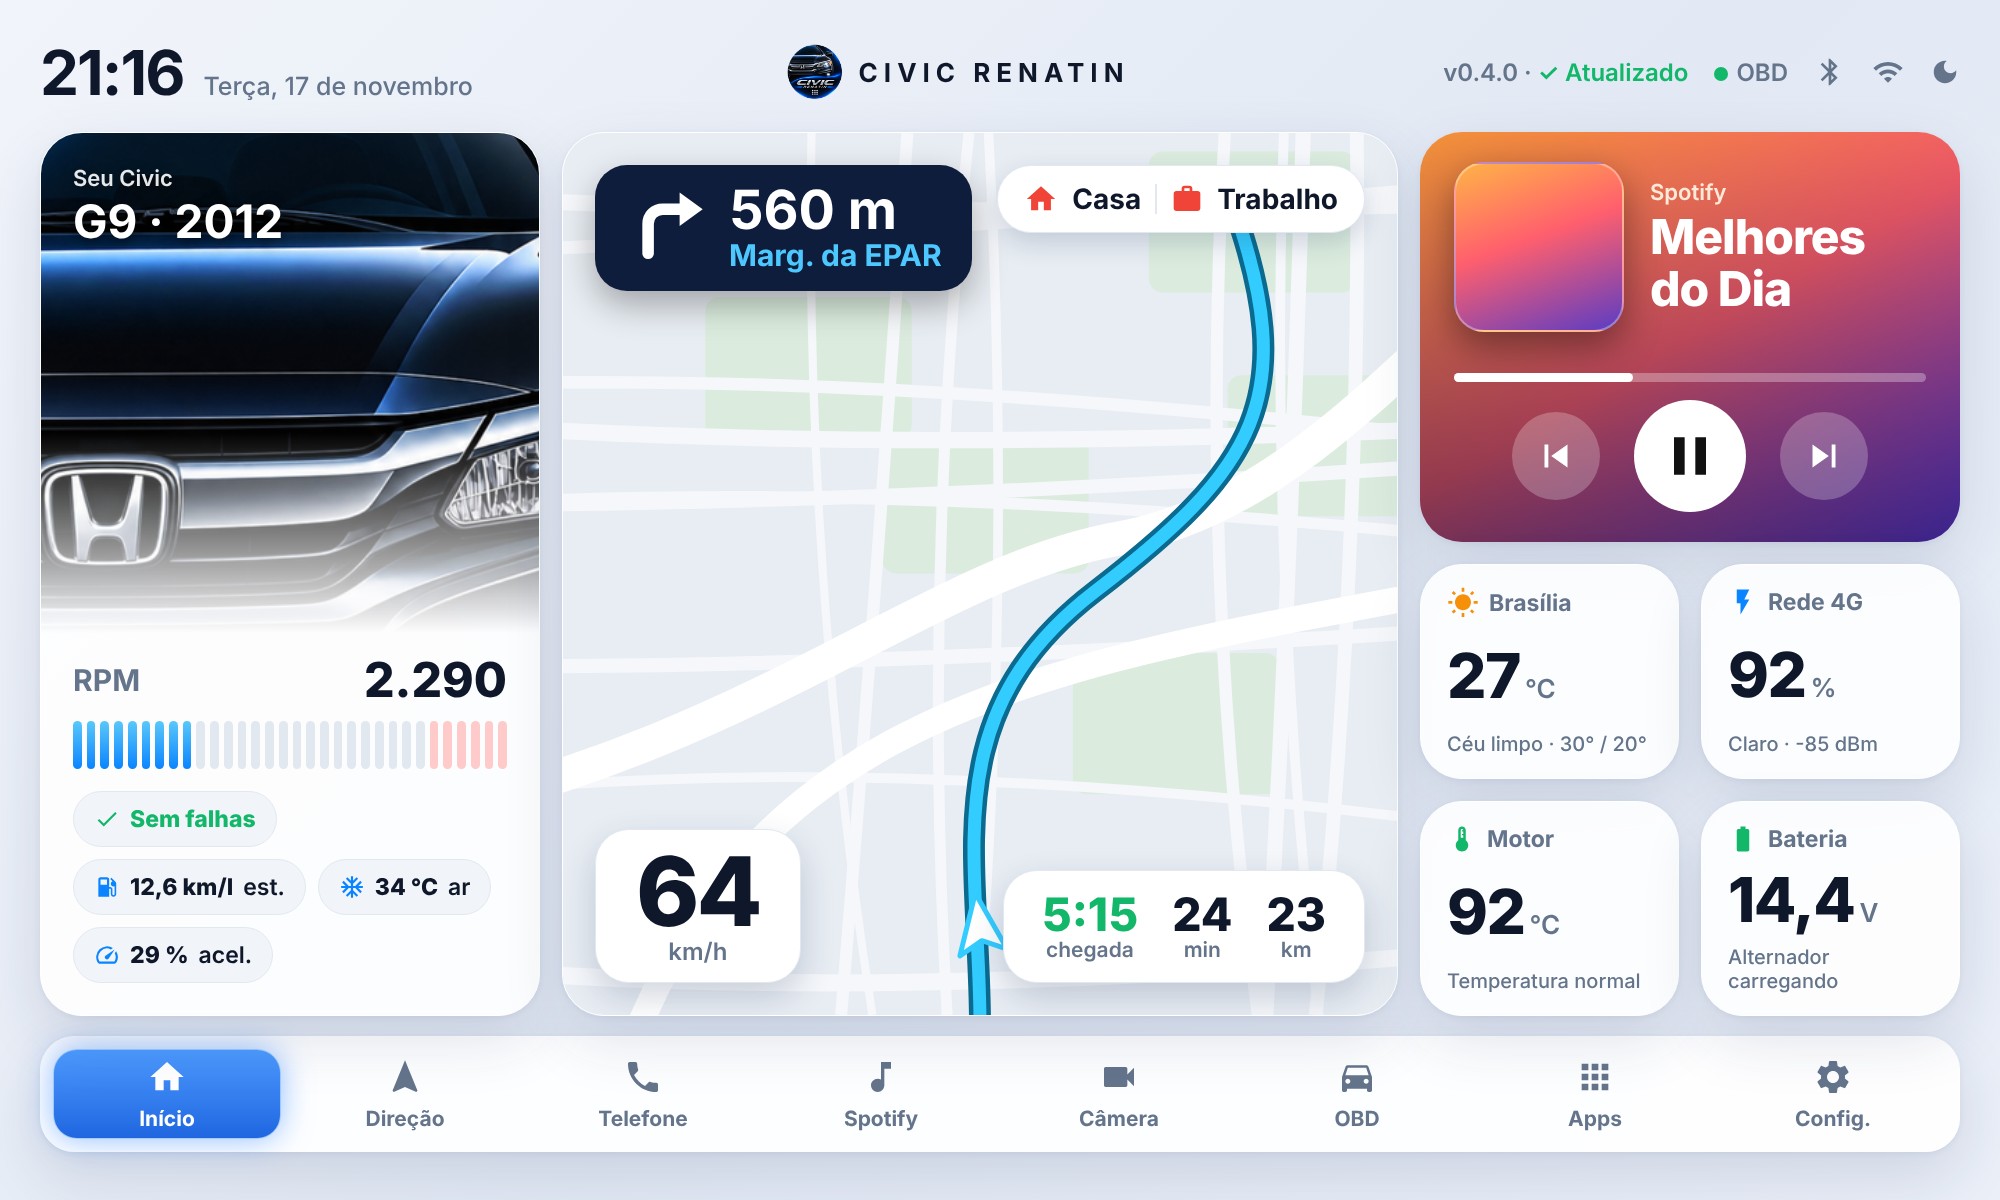 21:16 Terça, 17 de novembro
CIVIC RENATIN
v0.4.0 · ✓ Atualizado ● OBD
Seu Civic
G9 · 2012
RPM 2.290
Sem falhas
12,6 km/l est. 34 °C ar
29 % acel.
560 m
Marg. da EPAR
Casa Trabalho
64
km/h
5:15 24 23
chegada min km
Spotify
Melhores
do Dia
Brasília
27 °C
Céu limpo · 30° / 20°
Rede 4G
92 %
Claro · -85 dBm
Motor
92 °C
Temperatura normal
Bateria
14,4 V
Alternador
carregando
Início Direção Telefone Spotify Câmera OBD Apps Config.